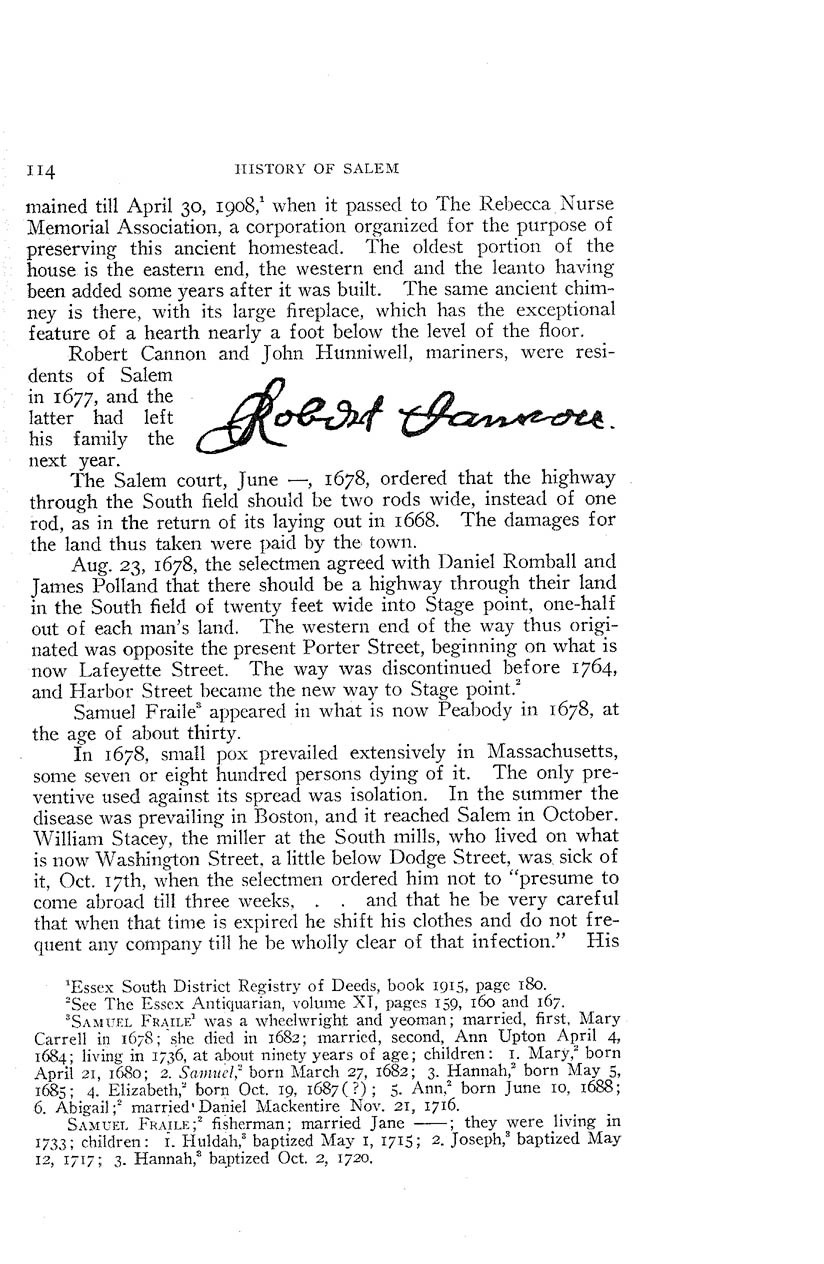 114 HISTORY OF SALEM
mained till April 30, 1908,¹ when it passed to The Rebecca Nurse
Memorial Association, a corporation organized for the purpose of
preserving this ancient homestead. The oldest portion of the
house is the eastern end, the western end and the leanto having
been added some years after it was built. The same ancient chim-
ney is there, with its large fireplace, which has the exceptional
feature of a hearth nearly a foot below the level of the floor.
Robert Cannon and John Hunniwell, mariners, were resi-
dents of Salem
in 1677, and the
latter had left
his family the
next year.
Robert Cannon.
The Salem court, June —, 1678, ordered that the highway
through the South field should be two rods wide, instead of one
rod, as in the return of its laying out in 1668. The damages for
the land thus taken were paid by the town.
Aug. 23, 1678, the selectmen agreed with Daniel Romball and
James Polland that there should be a highway through their land
in the South field of twenty feet wide into Stage point, one-half
out of each man's land. The western end of the way thus origi-
nated was opposite the present Porter Street, beginning on what is
now Lafeyette Street. The way was discontinued before 1764,
and Harbor Street became the new way to Stage point.²
Samuel Fraile³ appeared in what is now Peabody in 1678, at
the age of about thirty.
In 1678, small pox prevailed extensively in Massachusetts,
some seven or eight hundred persons dying of it. The only pre-
ventive used against its spread was isolation. In the summer the
disease was prevailing in Boston, and it reached Salem in October.
William Stacey, the miller at the South mills, who lived on what
is now Washington Street, a little below Dodge Street, was sick of
it, Oct. 17th, when the selectmen ordered him not to "presume to
come abroad till three weeks, . . and that he be very careful
that when that time is expired he shift his clothes and do not fre-
quent any company till he be wholly clear of that infection." His
¹Essex South District Registry of Deeds, book 1915, page 180.
²See The Essex Antiquarian, volume XI, pages 159, 160 and 167.
³SAMUEL FRAILE¹ was a wheelwright and yeoman; married, first, Mary
Carrell in 1678; she died in 1682; married, second, Ann Upton April 4,
1684; living in 1736, at about ninety years of age; children: 1. Mary,² born
April 21, 1680; 2. Samuel,² born March 27, 1682; 3. Hannah,² born May 5,
1685; 4. Elizabeth,² born Oct. 19, 1687(?); 5. Ann,² born June 10, 1688;
6. Abigail;² married Daniel Mackentire Nov. 21, 1716.
SAMUEL FRAILE;² fisherman; married Jane ——; they were living in
1733; children: 1. Huldah,³ baptized May 1, 1715; 2. Joseph,³ baptized May
12, 1717; 3. Hannah,³ baptized Oct. 2, 1720.